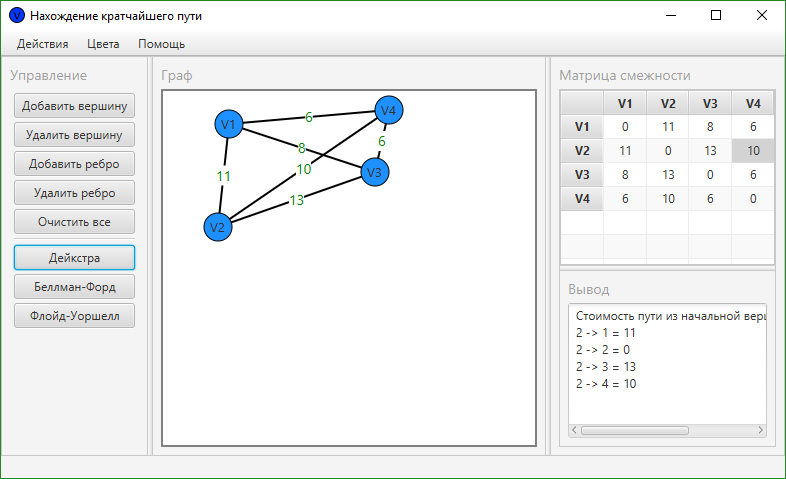 V
Нахождение кратчайшего пути
Действия Цвета Помощь
Управление
Добавить вершину
Удалить вершину
Добавить ребро
Удалить ребро
Очистить все
Дейкстра
Беллман-Форд
Флойд-Уоршелл
Граф
V1
V4
V3
V2
6
8
6
10
11
13
Матрица смежности
V1 V2 V3 V4
V1 0 11 8 6
V2 11 0 13 10
V3 8 13 0 6
V4 6 10 6 0
Вывод
Стоимость пути из начальной
2 -> 1 = 11
2 -> 2 = 0
2 -> 3 = 13
2 -> 4 = 10